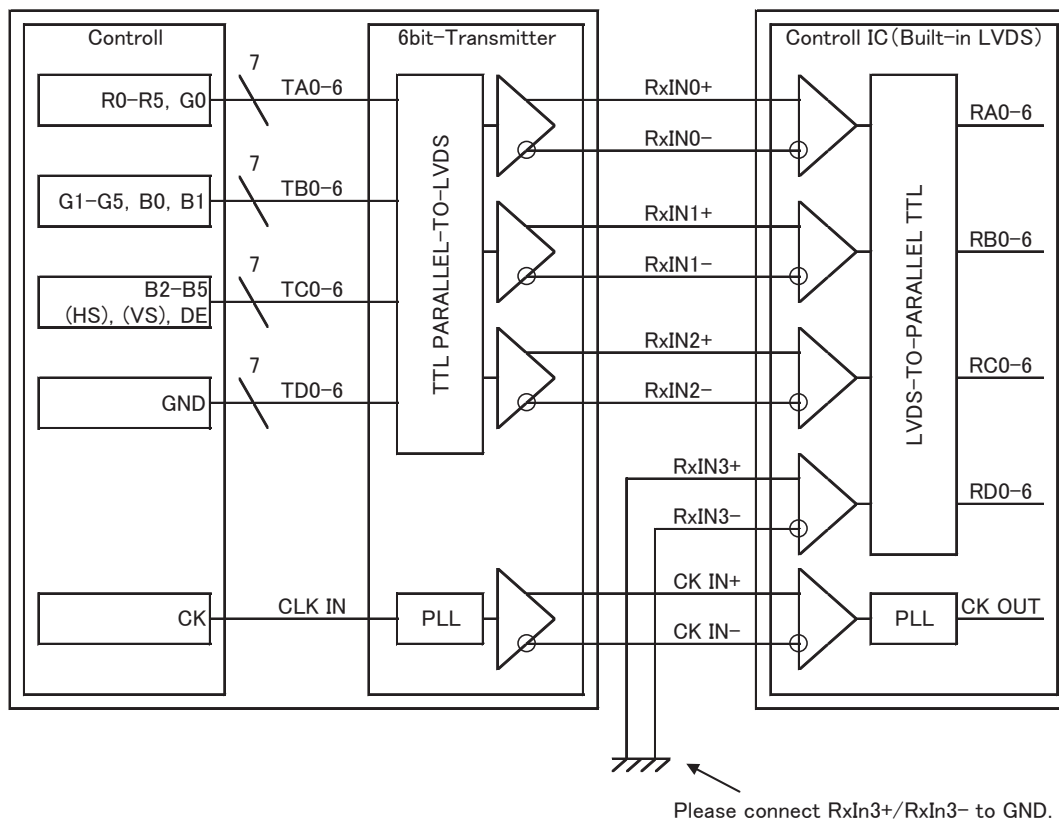 Controll
6bit-Transmitter
Controll IC(Built-in LVDS)
7
R0-R5, G0
TA0-6
RxIN0+
RA0-6
RxIN0-
7
G1-G5, B0, B1
TB0-6
RxIN1+
RB0-6
RxIN1-
7
B2-B5
(HS), (VS), DE
TC0-6
RxIN2+
RC0-6
7
GND
TD0-6
RxIN2-
TTL PARALLEL-TO-LVDS
LVDS-TO-PARALLEL TTL
RxIN3+
RD0-6
RxIN3-
CK
CLK IN
PLL
CK IN+
PLL
CK OUT
CK IN-
Please connect RxIn3+/RxIn3- to GND.